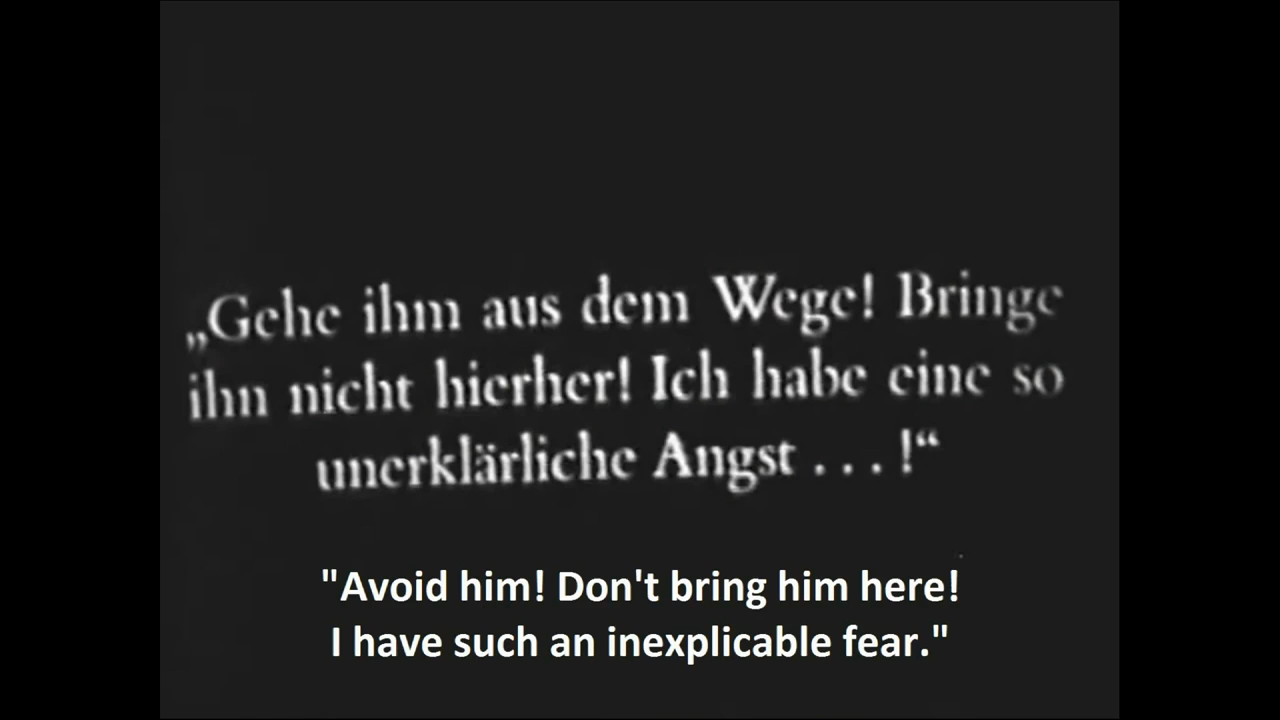 „Gehe ihm aus dem Wege! Bringe
ihn nicht hierher! Ich habe eine so
unerklärliche Angst . . . !“
"Avoid him! Don't bring him here!
I have such an inexplicable fear."